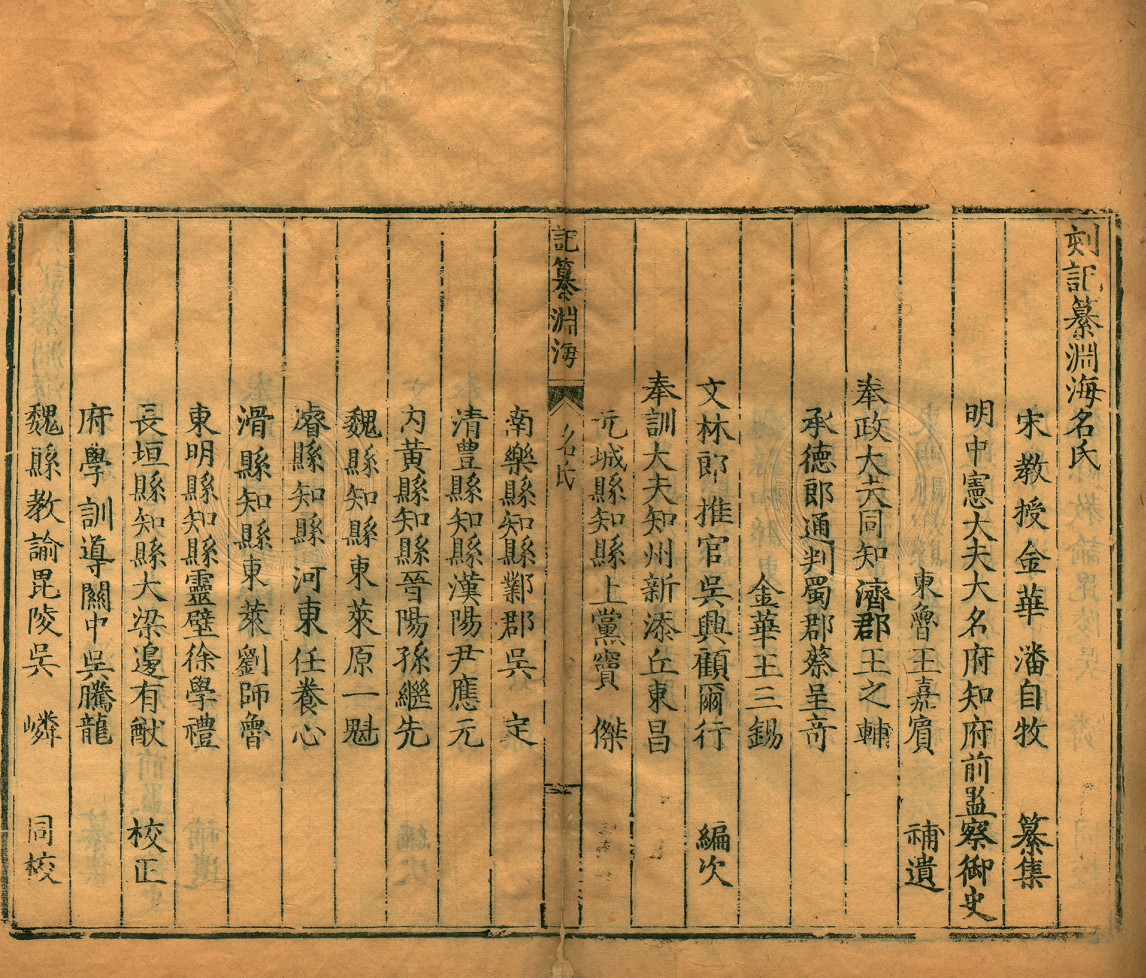 刻記纂淵海名氏
宋教授金華潘自牧 纂集
明中憲大夫大名府知府前監察御史
東魯王嘉賓 補遺
奉政大夫同知濟郡王之輔
承德郎通判蜀郡蔡呈奇
金華王三錫
文林郎推官吳興顧爾行 編次
奉訓大夫知州新添丘東昌
元城縣知縣上黨竇 傑
記纂淵海 名氏
南樂縣知縣鄴郡吳 定
清豐縣知縣漢陽尹應元
內黃縣知縣晉陽孫繼先
魏縣知縣東萊原一魁
濬縣知縣河東任養心
滑縣知縣東萊劉師魯
東明縣知縣靈壁徐學禮
長垣縣知縣大梁邊有猷 校正
府學訓導關中吳騰龍
魏縣教諭毘陵吳 嶙 同校